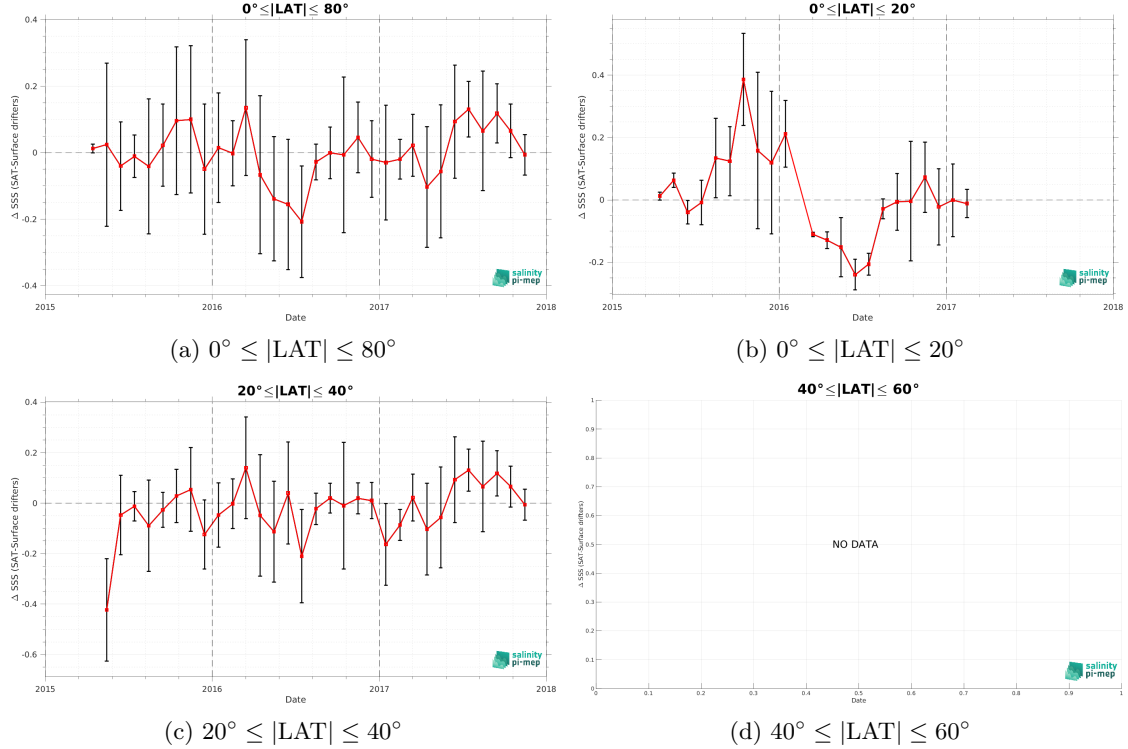 0°≤|LAT|≤ 80°
Δ SSS (SAT-Surface drifters)
0.4
0.2
0
-0.2
-0.4
2015
2016
2017
2018
Date
salinity
pi-mep
(a) 0° ≤ |LAT| ≤ 80°
0°≤|LAT|≤ 20°
Δ SSS (SAT-Surface drifters)
0.4
0.2
0
-0.2
2015
2016
2017
2018
Date
salinity
pi-mep
(b) 0° ≤ |LAT| ≤ 20°
20°≤|LAT|≤ 40°
Δ SSS (SAT-Surface drifters)
0.4
0.2
0
-0.2
-0.4
-0.6
2015
2016
2017
2018
Date
salinity
pi-mep
(c) 20° ≤ |LAT| ≤ 40°
40°≤|LAT|≤ 60°
Δ SSS (SAT-Surface drifters)
1
0.9
0.8
0.7
0.6
0.5
0.4
0.3
0.2
0.1
0
NO DATA
0
0.1
0.2
0.3
0.4
0.5
0.6
0.7
0.8
0.9
1
Date
salinity
pi-mep
(d) 40° ≤ |LAT| ≤ 60°